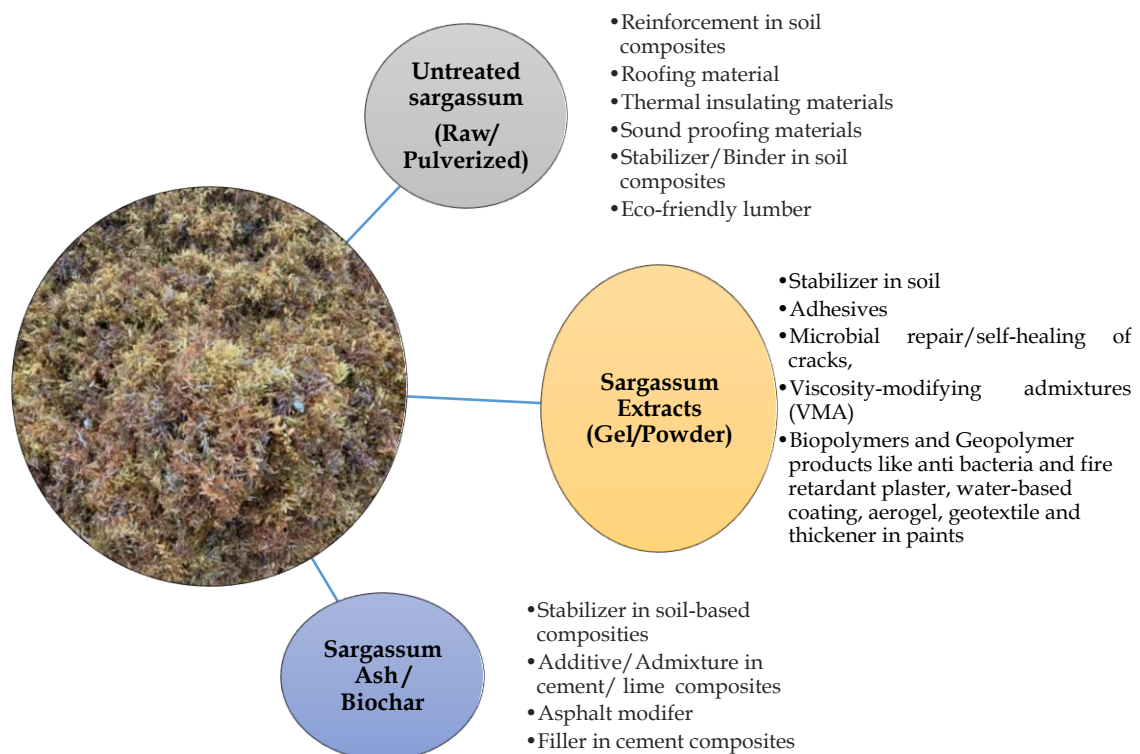 Untreated
sargassum
(Raw/
Pulverized)
•Reinforcement in soil
composites
•Roofing material
•Thermal insulating materials
•Sound proofing materials
•Stabilizer/Binder in soil
composites
•Eco-friendly lumber
Sargassum
Extracts
(Gel/Powder)
•Stabilizer in soil
•Adhesives
•Microbial repair/self-healing of
cracks,
•Viscosity-modifying admixtures
(VMA)
•Biopolymers and Geopolymer
products like anti bacteria and fire
retardant plaster, water-based
coating, aerogel, geotextile and
thickener in paints
Sargassum
Ash /
Biochar
•Stabilizer in soil-based
composities
•Additive/Admixture in
cement/ lime composites
•Asphalt modifer
•Filler in cement composites